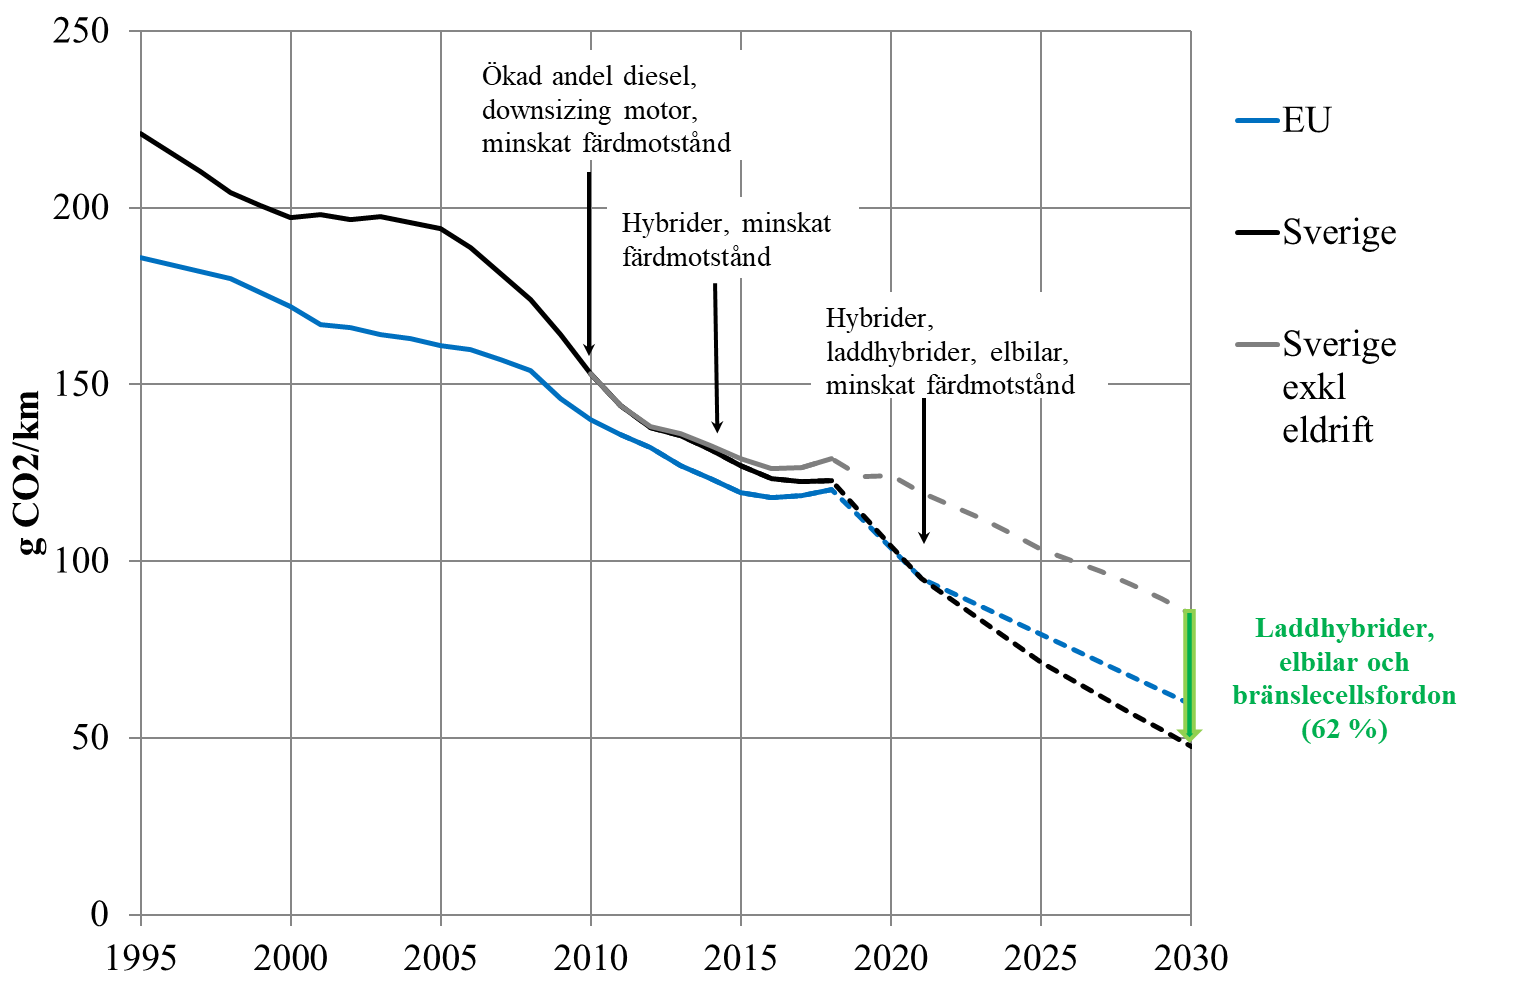 250
200
150
100
50
0
g CO2/km
1995
2000
2005
2010
2015
2020
2025
2030
Ökad andel diesel,
downsizing motor,
minskat färdmotstånd
Hybrider, minskat
färdmotstånd
Hybrider,
laddhybrider, elbilar,
minskat färdmotstånd
EU
Sverige
Sverige
exkl
eldrift
Laddhybrider,
elbilar och
bränslecellsfordon
(62 %)